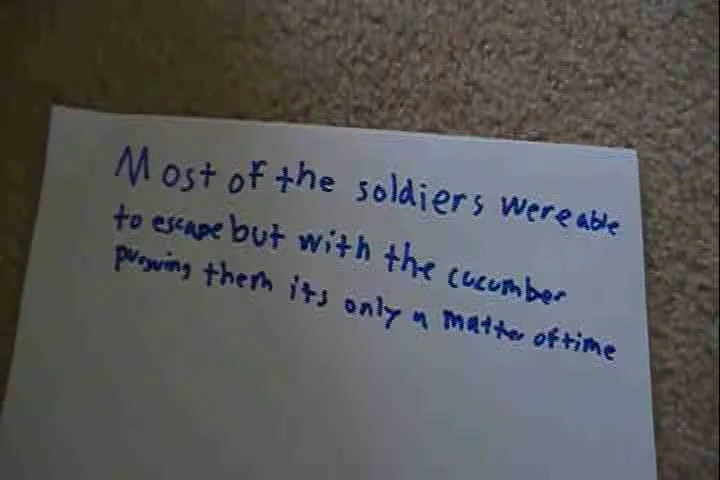 Most of the soldiers were able
to escape but with the cucumber
pursuing them its only a matter of time